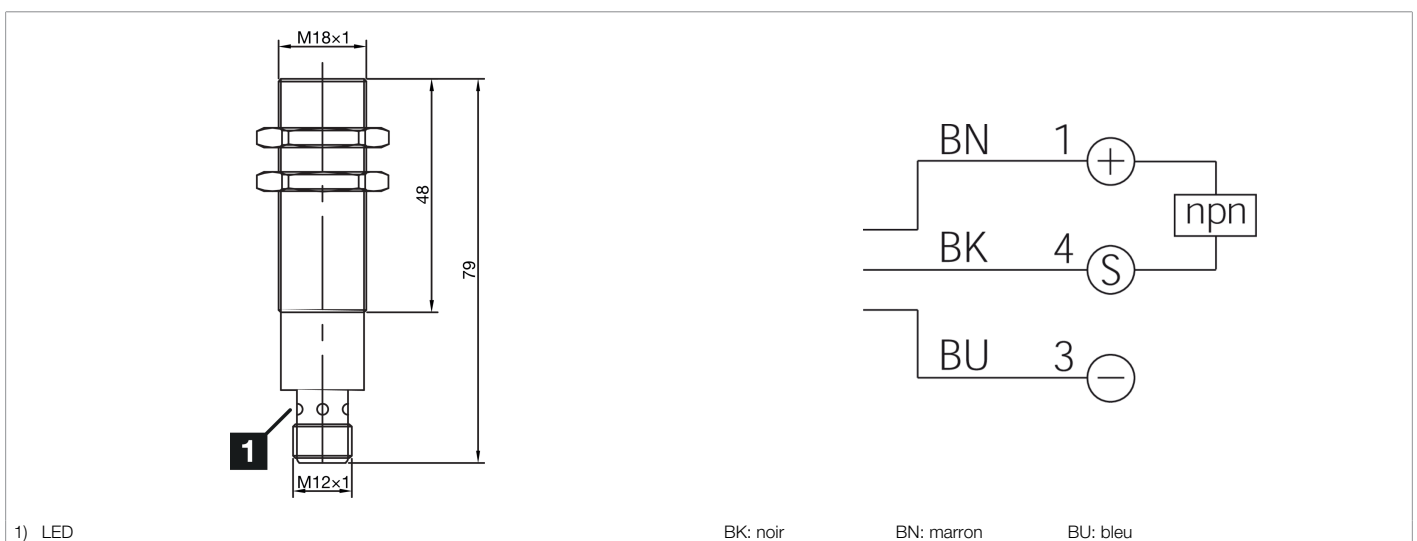 M18×1
48
79
1
M12×1
BN 1 +
npn
BK 4 S
BU 3 −
1) LED
BK: noir BN: marron BU: bleu